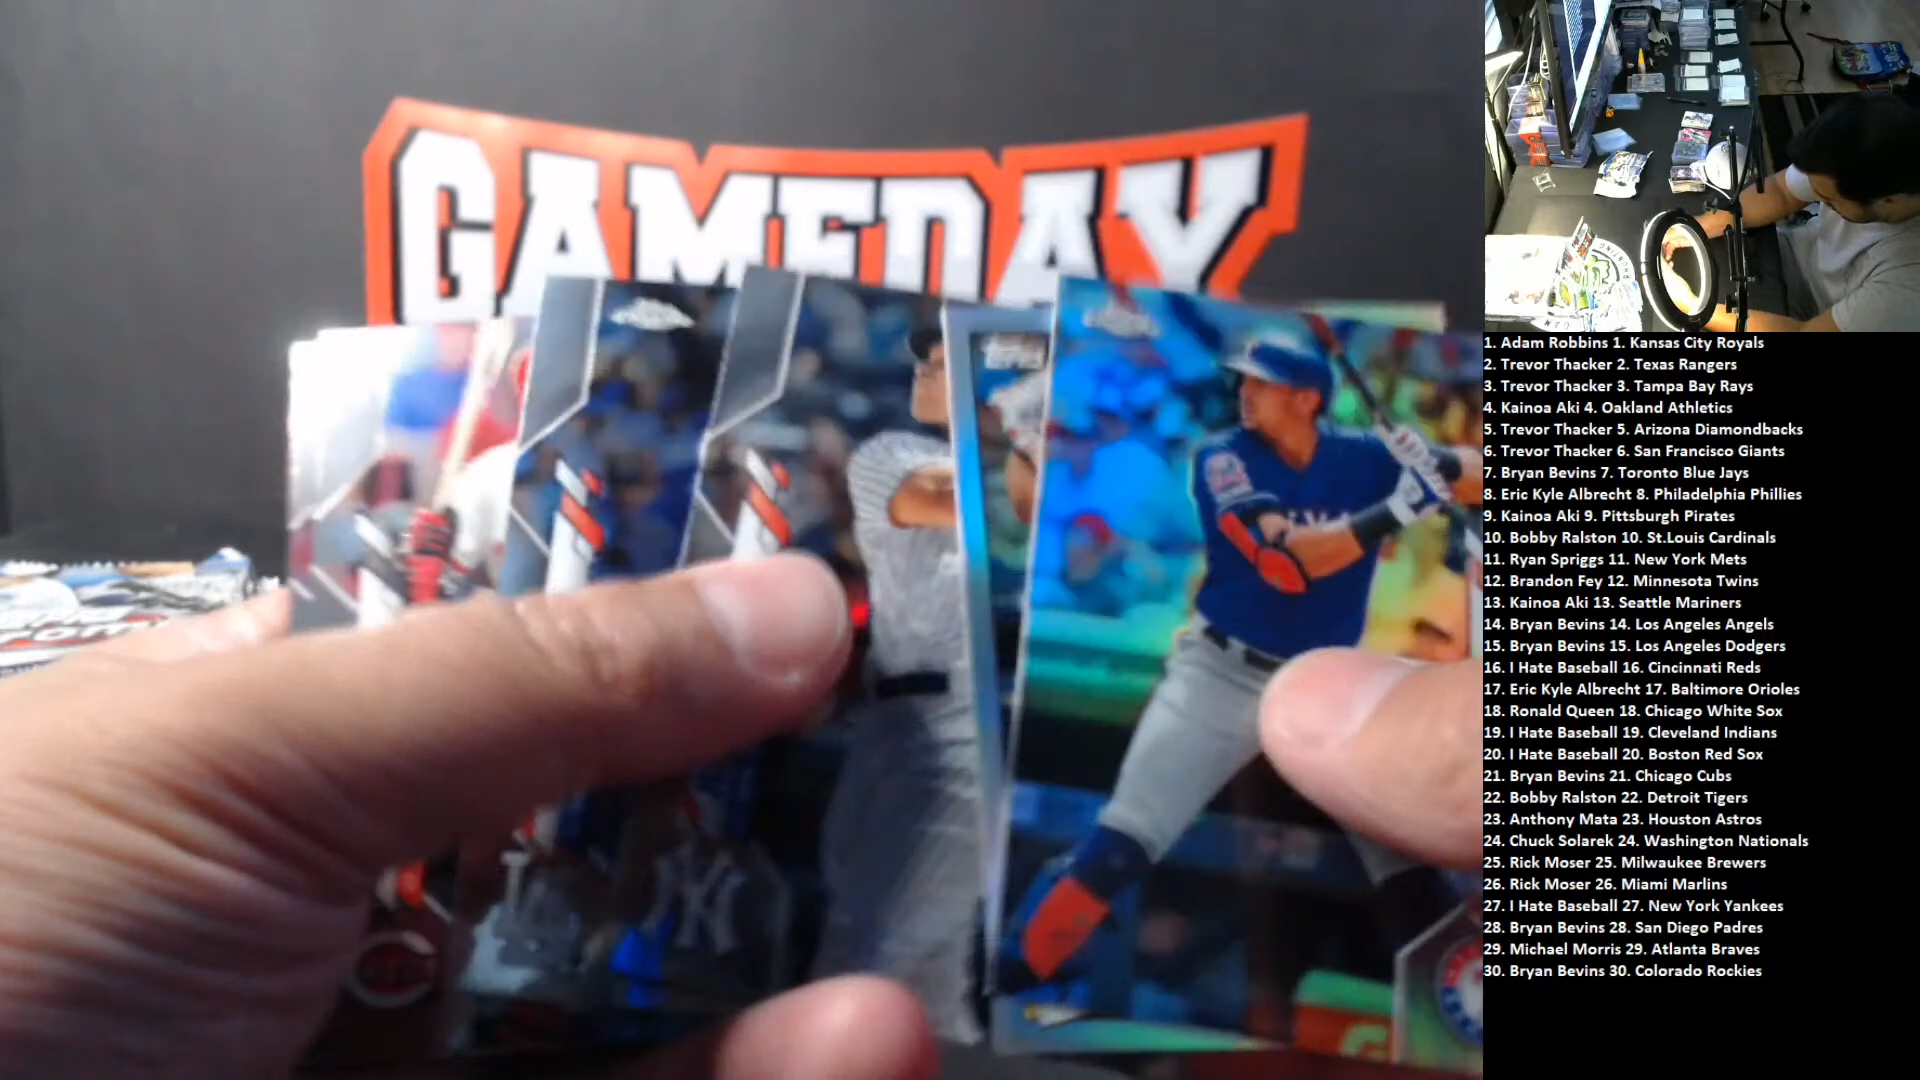 GAMEDAY
topps
1. Adam Robbins 1. Kansas City Royals
2. Trevor Thacker 2. Texas Rangers
3. Trevor Thacker 3. Tampa Bay Rays
4. Kainoa Aki 4. Oakland Athletics
5. Trevor Thacker 5. Arizona Diamondbacks
6. Trevor Thacker 6. San Francisco Giants
7. Bryan Bevins 7. Toronto Blue Jays
8. Eric Kyle Albrecht 8. Philadelphia Phillies
9. Kainoa Aki 9. Pittsburgh Pirates
10. Bobby Ralston 10. St.Louis Cardinals
11. Ryan Spriggs 11. New York Mets
12. Brandon Fey 12. Minnesota Twins
13. Kainoa Aki 13. Seattle Mariners
14. Bryan Bevins 14. Los Angeles Angels
15. Bryan Bevins 15. Los Angeles Dodgers
16. I Hate Baseball 16. Cincinnati Reds
17. Eric Kyle Albrecht 17. Baltimore Orioles
18. Ronald Queen 18. Chicago White Sox
19. I Hate Baseball 19. Cleveland Indians
20. I Hate Baseball 20. Boston Red Sox
21. Bryan Bevins 21. Chicago Cubs
22. Bobby Ralston 22. Detroit Tigers
23. Anthony Mata 23. Houston Astros
24. Chuck Solarek 24. Washington Nationals
25. Rick Moser 25. Milwaukee Brewers
26. Rick Moser 26. Miami Marlins
27. I Hate Baseball 27. New York Yankees
28. Bryan Bevins 28. San Diego Padres
29. Michael Morris 29. Atlanta Braves
30. Bryan Bevins 30. Colorado Rockies